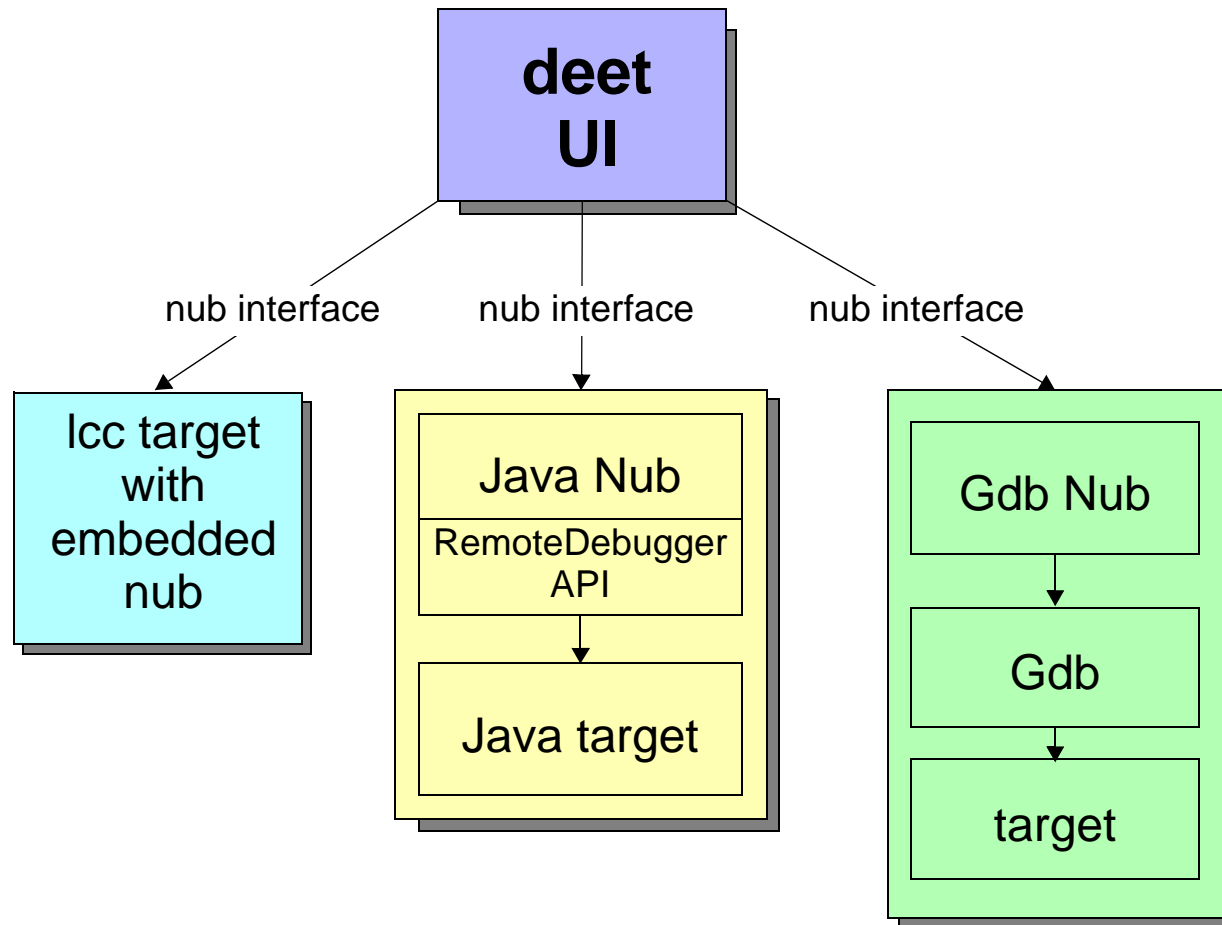 deet
UI
nub interface
nub interface
nub interface
lcc target
with
embedded
nub
Java Nub
RemoteDebugger
API
Java target
Gdb Nub
Gdb
target